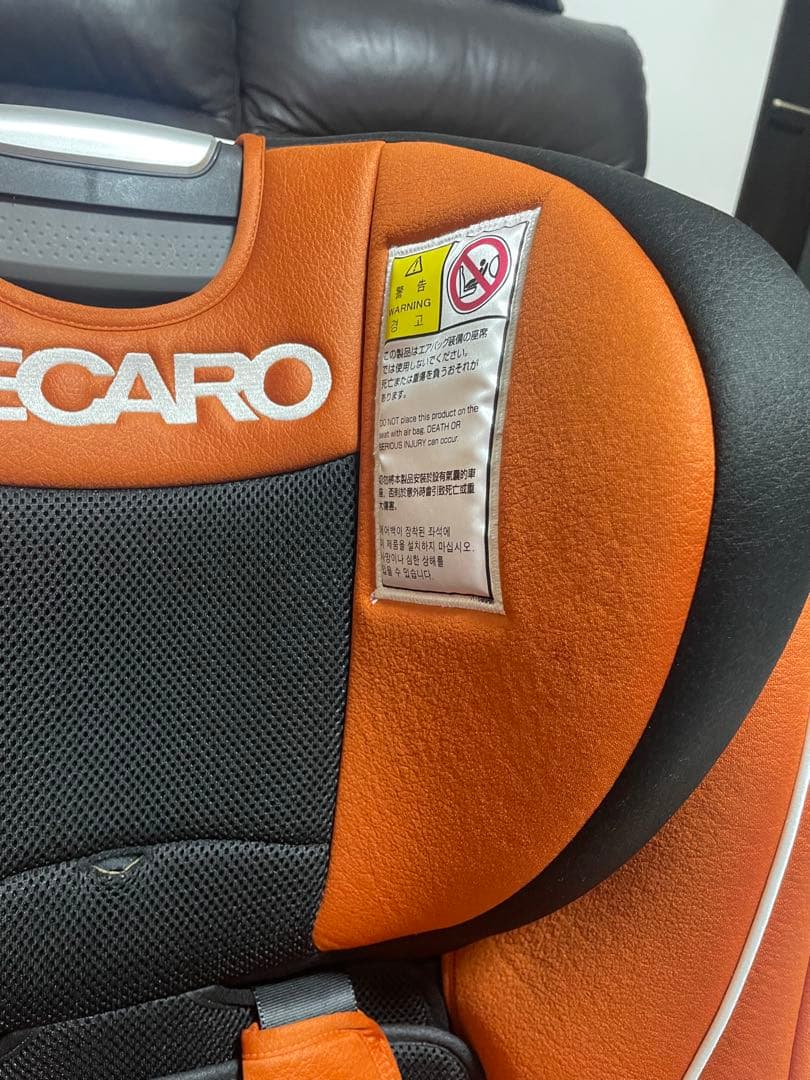 ECARO
警 告
WARNING
경 고
この製品はエアバッグ装備の座席
では使用しないでください。
死亡または重傷を負うおそれが
あります。
DO NOT place this product on the
seat with air bag. DEATH OR
SERIOUS INJURY can occur.
切勿將本製品安裝於設有氣囊的車
座，否則於意外時會引致死亡或重
大傷害。
에어백이 장착된 좌석에
이 제품을 설치하지 마십시오.
사망이나 심한 상해를
입을 수 있습니다.